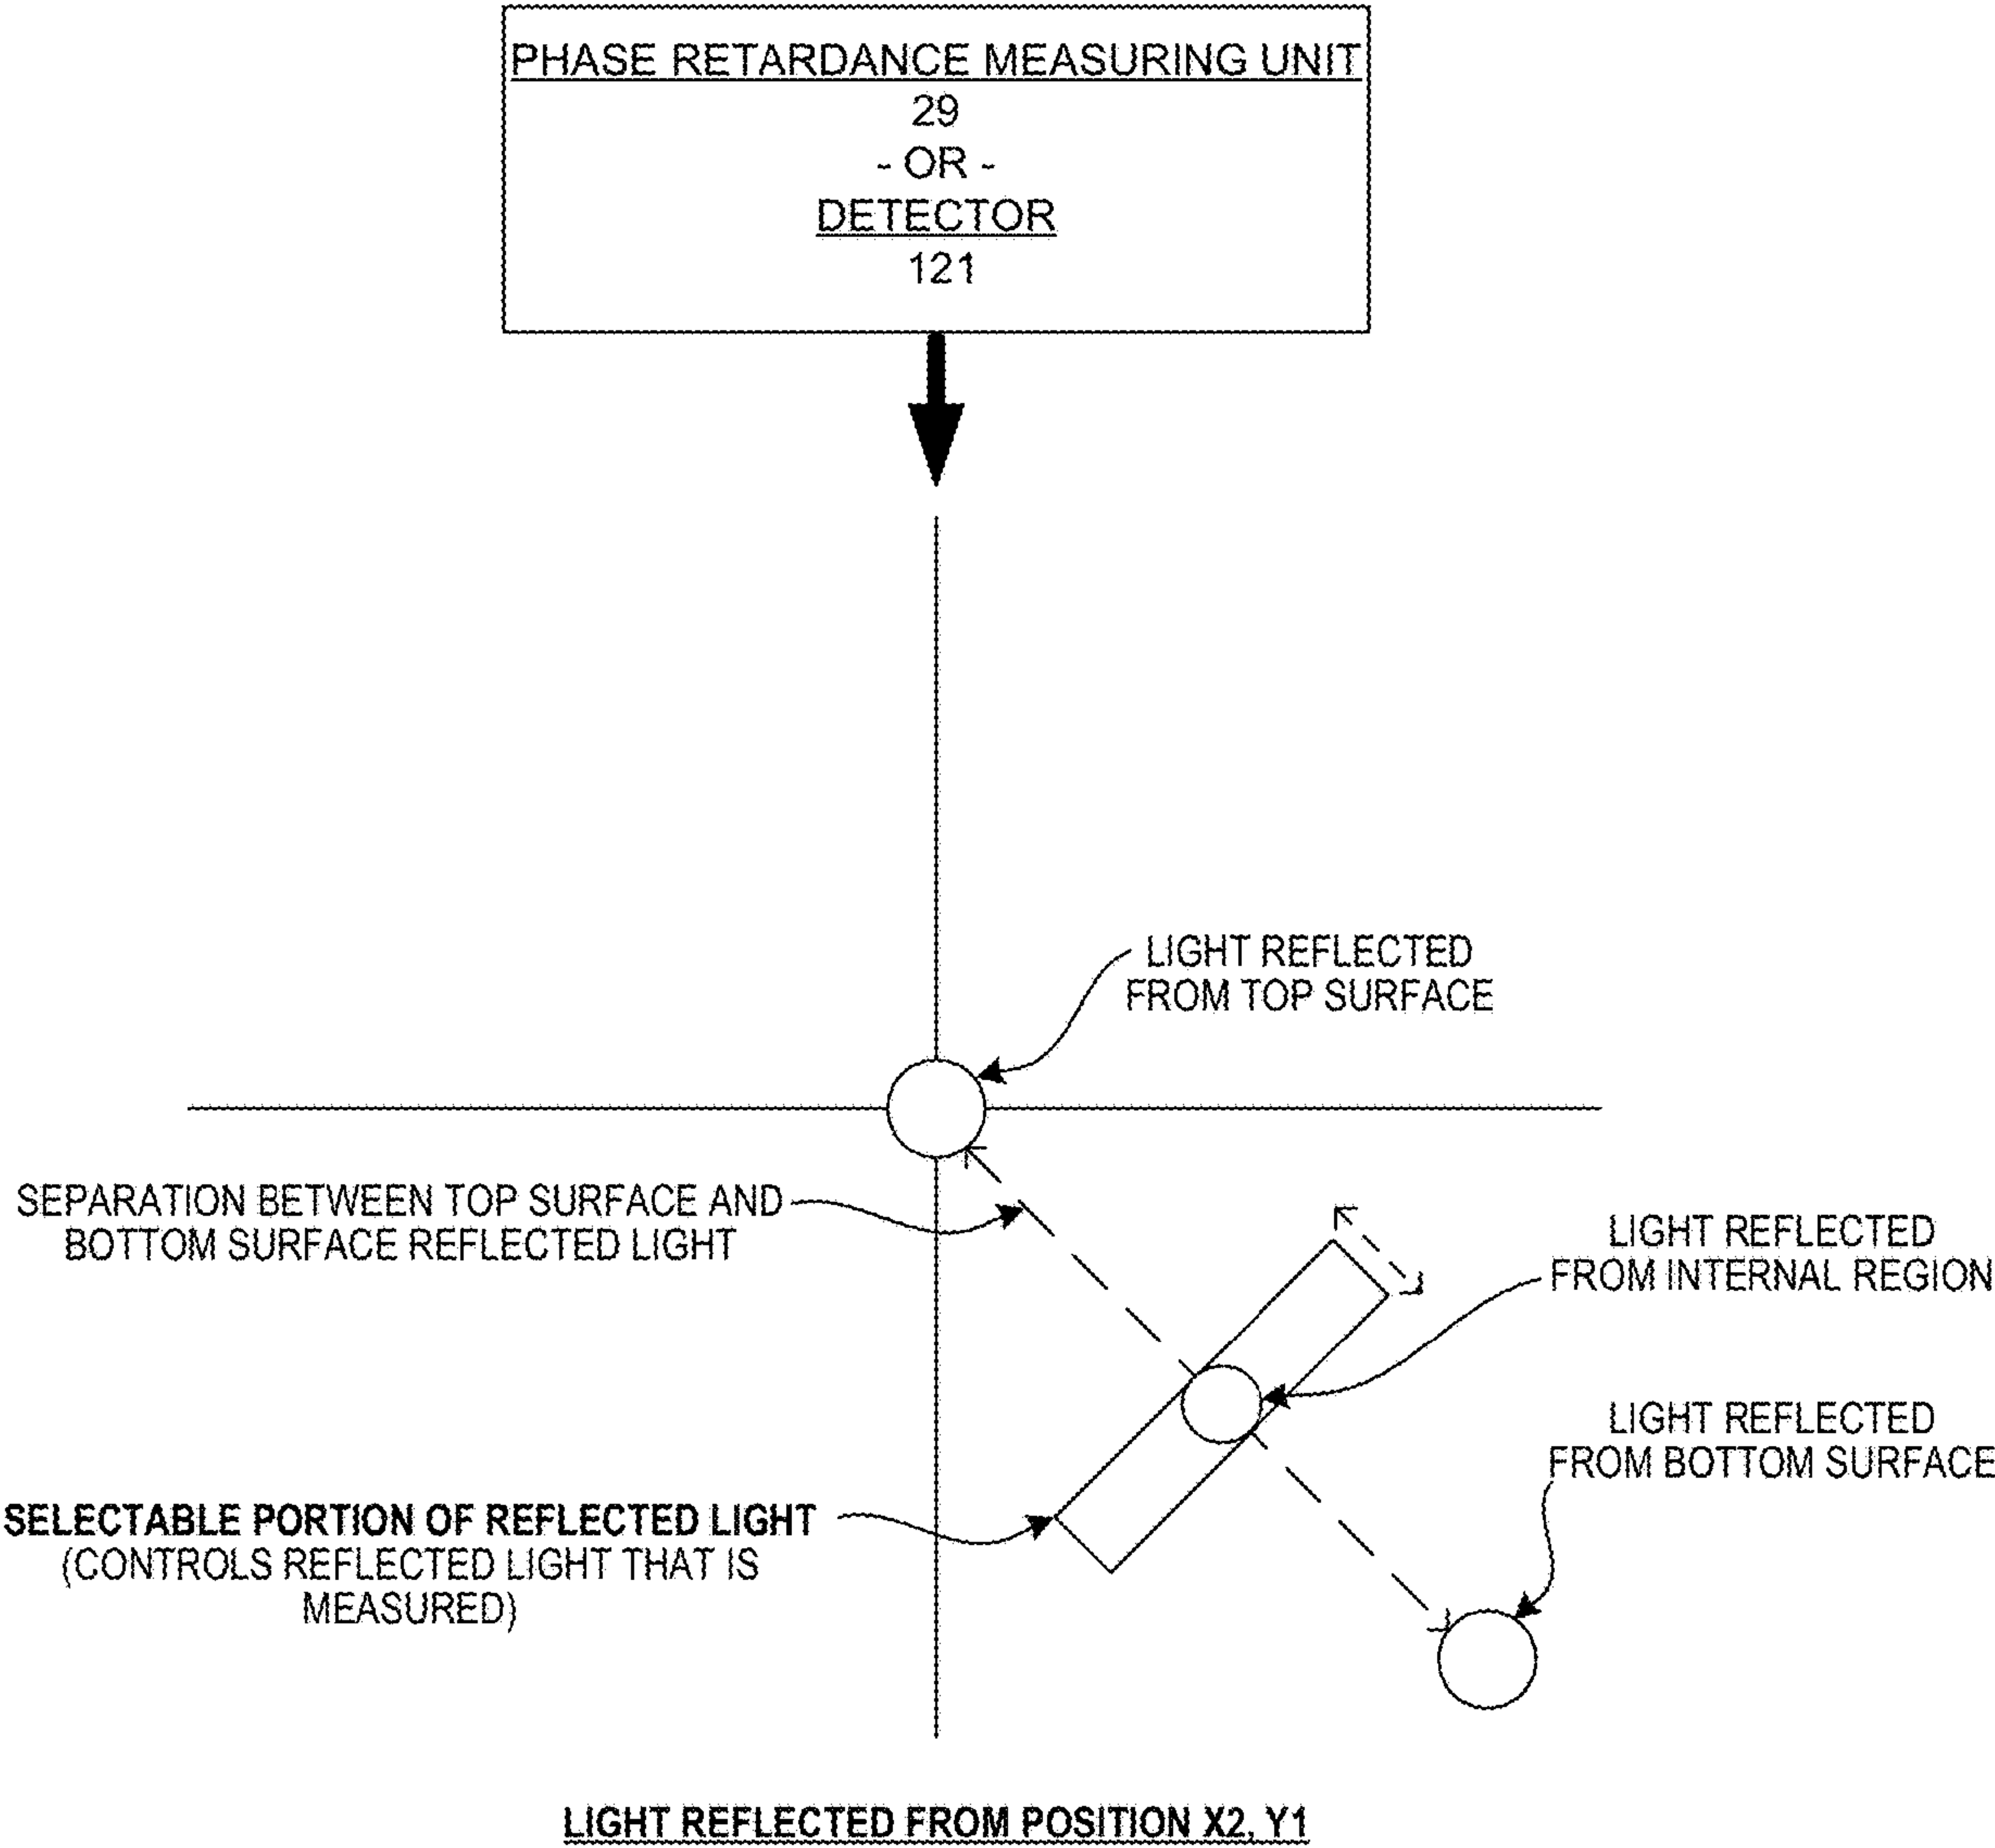 PHASE RETARDANCE MEASURING UNIT
29
- OR -
DETECTOR
121
LIGHT REFLECTED
FROM TOP SURFACE
SEPARATION BETWEEN TOP SURFACE AND
BOTTOM SURFACE REFLECTED LIGHT
LIGHT REFLECTED
FROM INTERNAL REGION
LIGHT REFLECTED
FROM BOTTOM SURFACE
SELECTABLE PORTION OF REFLECTED LIGHT
(CONTROLS REFLECTED LIGHT THAT IS
MEASURED)
LIGHT REFLECTED FROM POSITION X2, Y1